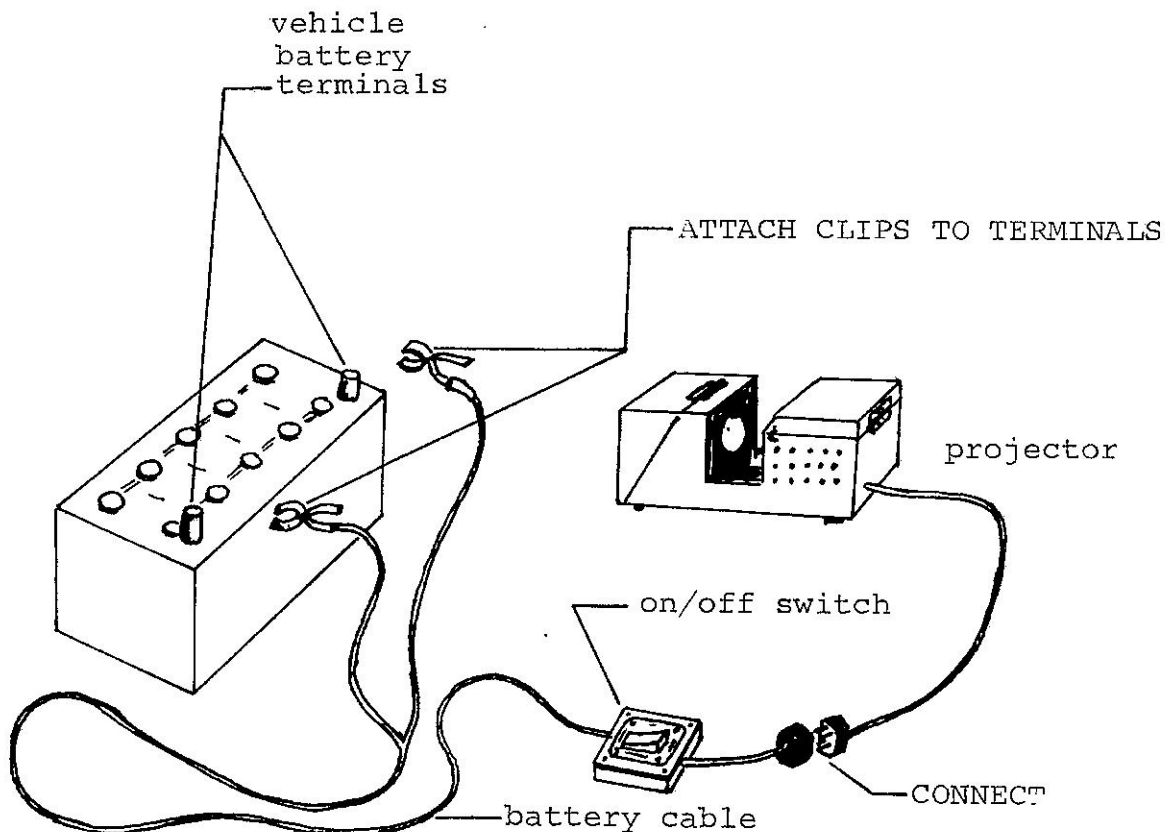 vehicle
battery
terminals
ATTACH CLIPS TO TERMINALS
projector
on/off switch
CONNECT
battery cable